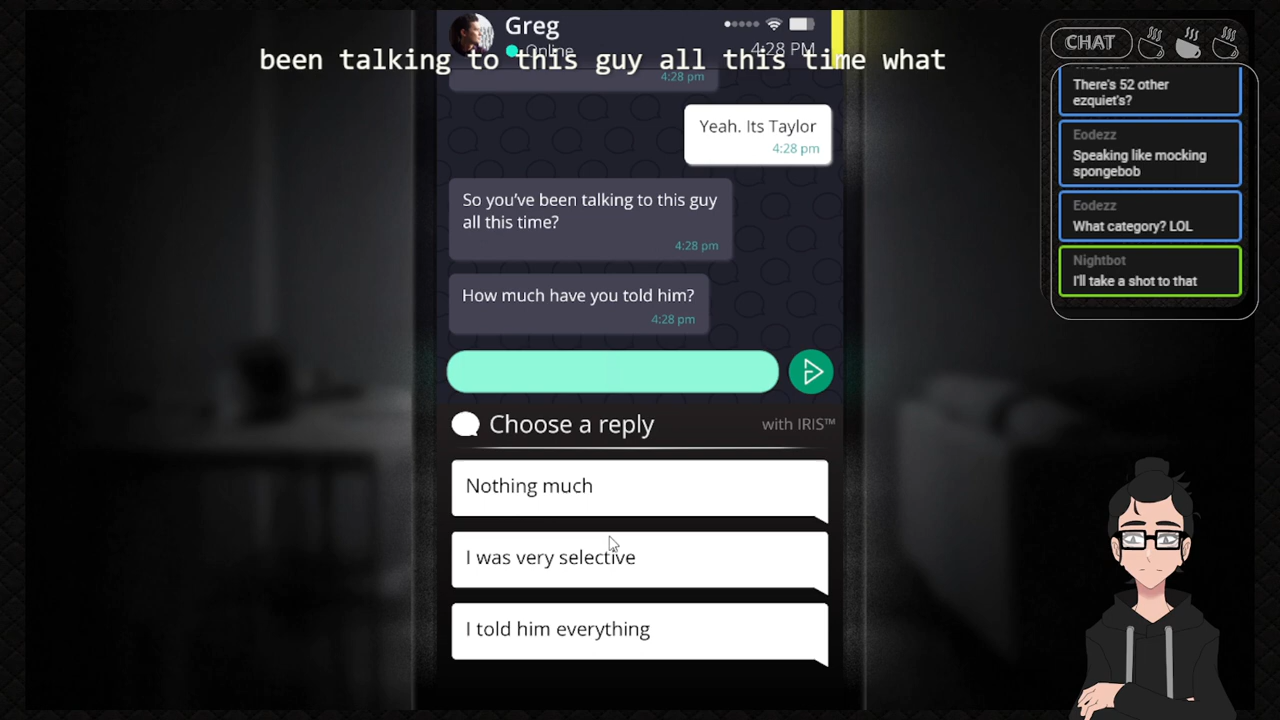 Greg
Online
4:28 PM
been talking to this guy all this time what
4:28 pm
Yeah. Its Taylor
4:28 pm
So you've been talking to this guy
all this time?
4:28 pm
How much have you told him?
4:28 pm
Choose a reply
with IRIS™
Nothing much
I was very selective
I told him everything
CHAT
There's 52 other
ezquiet's?
Eodezz
Speaking like mocking
spongebob
Eodezz
What category? LOL
Nightbot
I'll take a shot to that